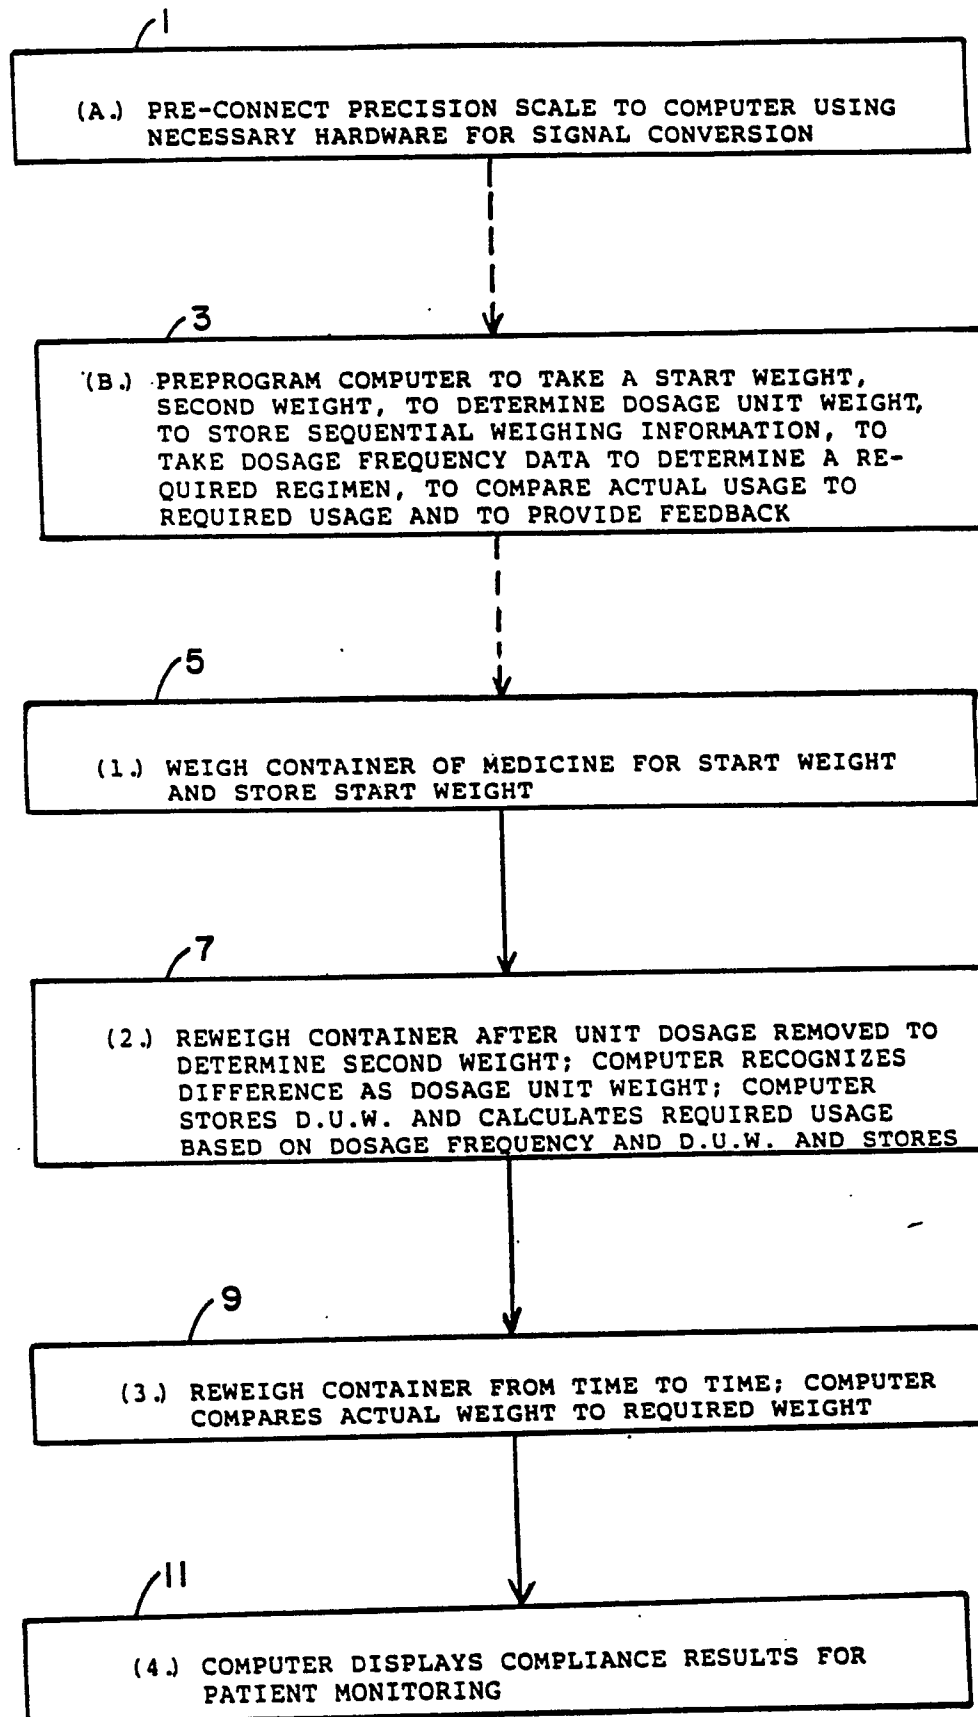 1
(A.) PRE-CONNECT PRECISION SCALE TO COMPUTER USING
NECESSARY HARDWARE FOR SIGNAL CONVERSION
3
(B.) PREPROGRAM COMPUTER TO TAKE A START WEIGHT,
SECOND WEIGHT, TO DETERMINE DOSAGE UNIT WEIGHT,
TO STORE SEQUENTIAL WEIGHING INFORMATION, TO
TAKE DOSAGE FREQUENCY DATA TO DETERMINE A RE-
QUIRED REGIMEN, TO COMPARE ACTUAL USAGE TO
REQUIRED USAGE AND TO PROVIDE FEEDBACK
5
(1.) WEIGH CONTAINER OF MEDICINE FOR START WEIGHT
AND STORE START WEIGHT
7
(2.) REWEIGH CONTAINER AFTER UNIT DOSAGE REMOVED TO
DETERMINE SECOND WEIGHT; COMPUTER RECOGNIZES
DIFFERENCE AS DOSAGE UNIT WEIGHT; COMPUTER
STORES D.U.W. AND CALCULATES REQUIRED USAGE
BASED ON DOSAGE FREQUENCY AND D.U.W. AND STORES
9
(3.) REWEIGH CONTAINER FROM TIME TO TIME; COMPUTER
COMPARES ACTUAL WEIGHT TO REQUIRED WEIGHT
11
(4.) COMPUTER DISPLAYS COMPLIANCE RESULTS FOR
PATIENT MONITORING